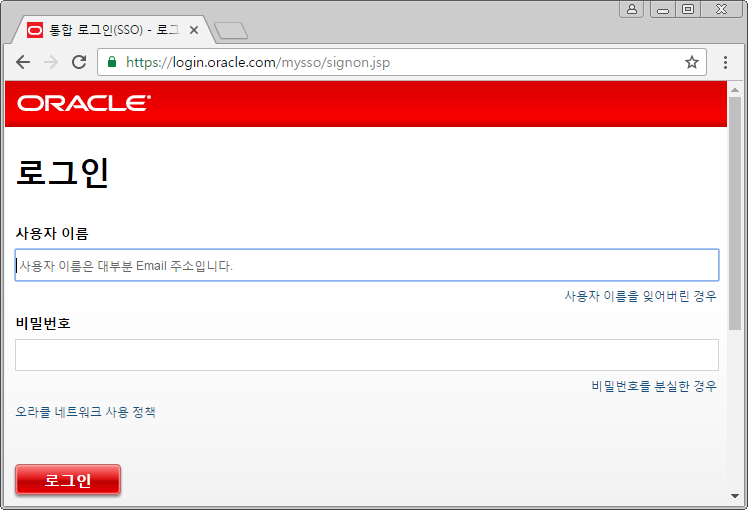 통합 로그인(SSO) - 로그
https://login.oracle.com/mysso/signon.jsp
ORACLE
로그인
사용자 이름
사용자 이름은 대부분 Email 주소입니다.
사용자 이름을 잊어버린 경우
비밀번호
비밀번호를 분실한 경우
오라클 네트워크 사용 정책
로그인